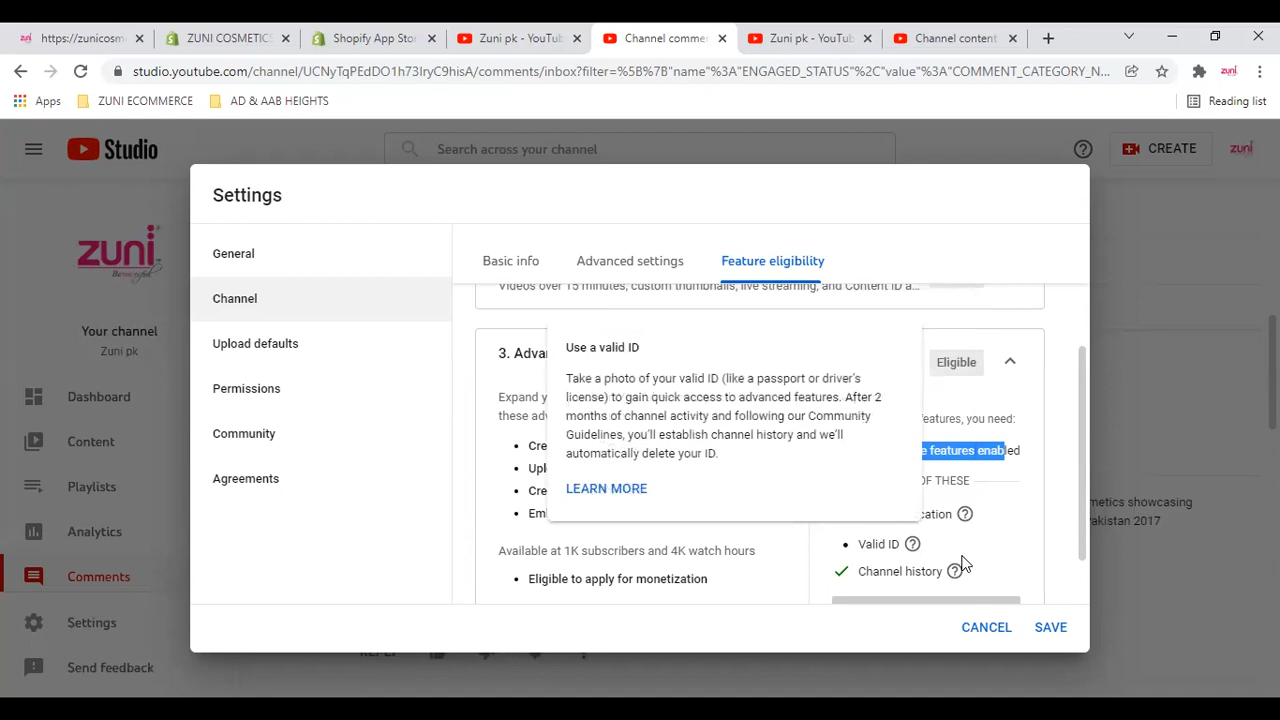 https://zunicosm
ZUNI COSMETICS
Shopify App Stor
Zuni pk - YouTub
Channel comme
Zuni pk - YouTub
Channel content
studio.youtube.com/channel/UCNyTqPEdDO1h73IryC9hisA/comments/inbox?filter=%5B%7B"name"%3A"ENGAGED_STATUS"%2C"value"%3A"COMMENT_CATEGORY_N...
Apps
ZUNI ECOMMERCE
AD & AAB HEIGHTS
Reading list
Studio
Search across your channel
CREATE
zuni
zuni
Your channel
Zuni pk
Dashboard
Content
Playlists
Analytics
Comments
Settings
Send feedback
Settings
General
Channel
Upload defaults
Permissions
Community
Agreements
Basic info
Advanced settings
Feature eligibility
Videos over 15 minutes, custom thumbnails, live streaming, and Content ID a...
3. Adva
Eligible
Expand y
these adv
Cre
Uplo
Cre
Emb
Available at 1K subscribers and 4K watch hours
Eligible to apply for monetization
Use a valid ID
Take a photo of your valid ID (like a passport or driver's
license) to gain quick access to advanced features. After 2
months of channel activity and following our Community
Guidelines, you'll establish channel history and we'll
automatically delete your ID.
LEARN MORE
features, you need:
e features enabled
OF THESE
cation
Valid ID
Channel history
CANCEL
SAVE
metics showcasing
akistan 2017